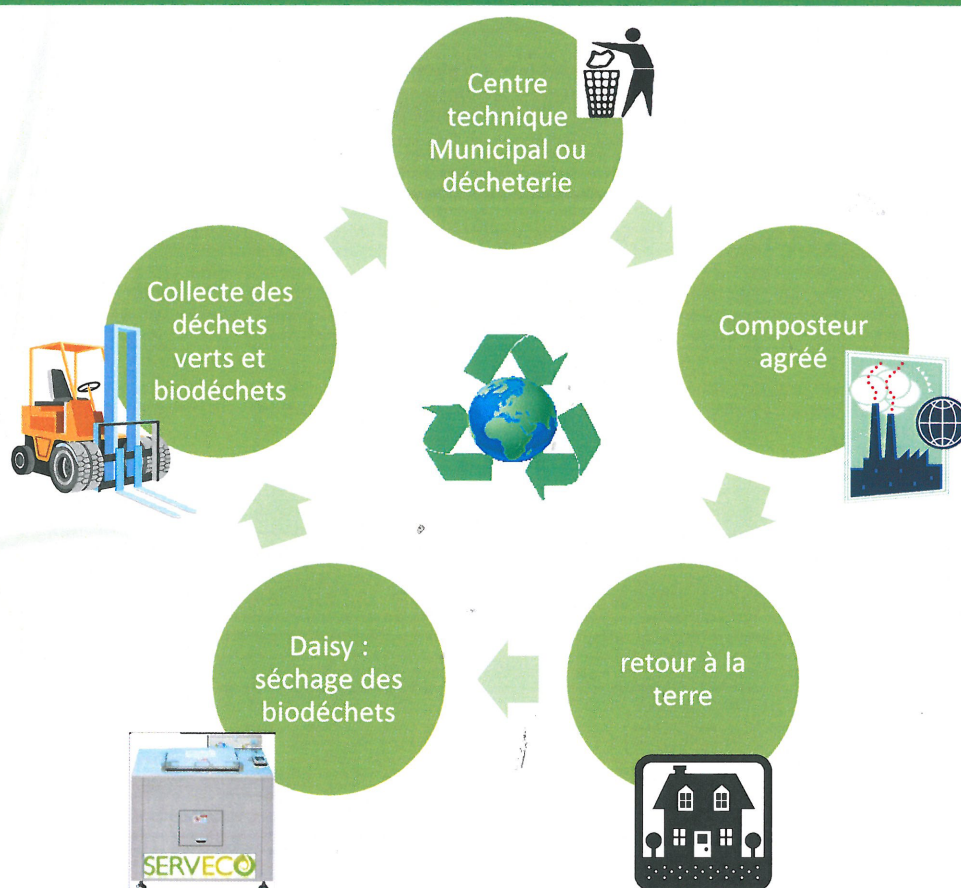 Centre
technique
Municipal ou
décheterie
Composteur
agréé
retour à la
terre
Daisy :
séchage des
biodéchets
SERVECO
Collecte des
déchets
verts et
biodéchets